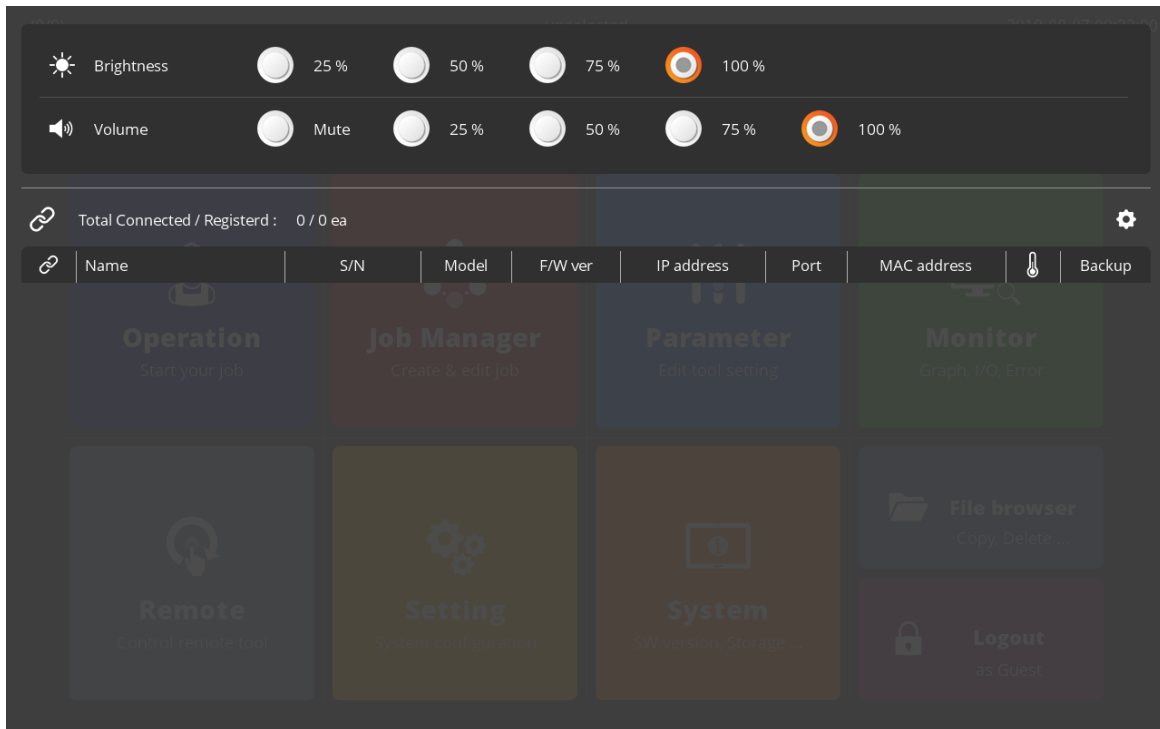 Brightness 25 % 50 % 75 % 100 %
Volume Mute 25 % 50 % 75 % 100 %
Total Connected / Registerd : 0 / 0 ea
Name S/N Model F/W ver IP address Port MAC address Backup
Operation Job Manager Parameter Monitor
Start your job Create & edit job Edit tool setting Graph, I/O, Error
File browser
Copy, Delete ...
Remote Setting System
Control remote tool System configuration SW version, Storage ...
Logout
as Guest